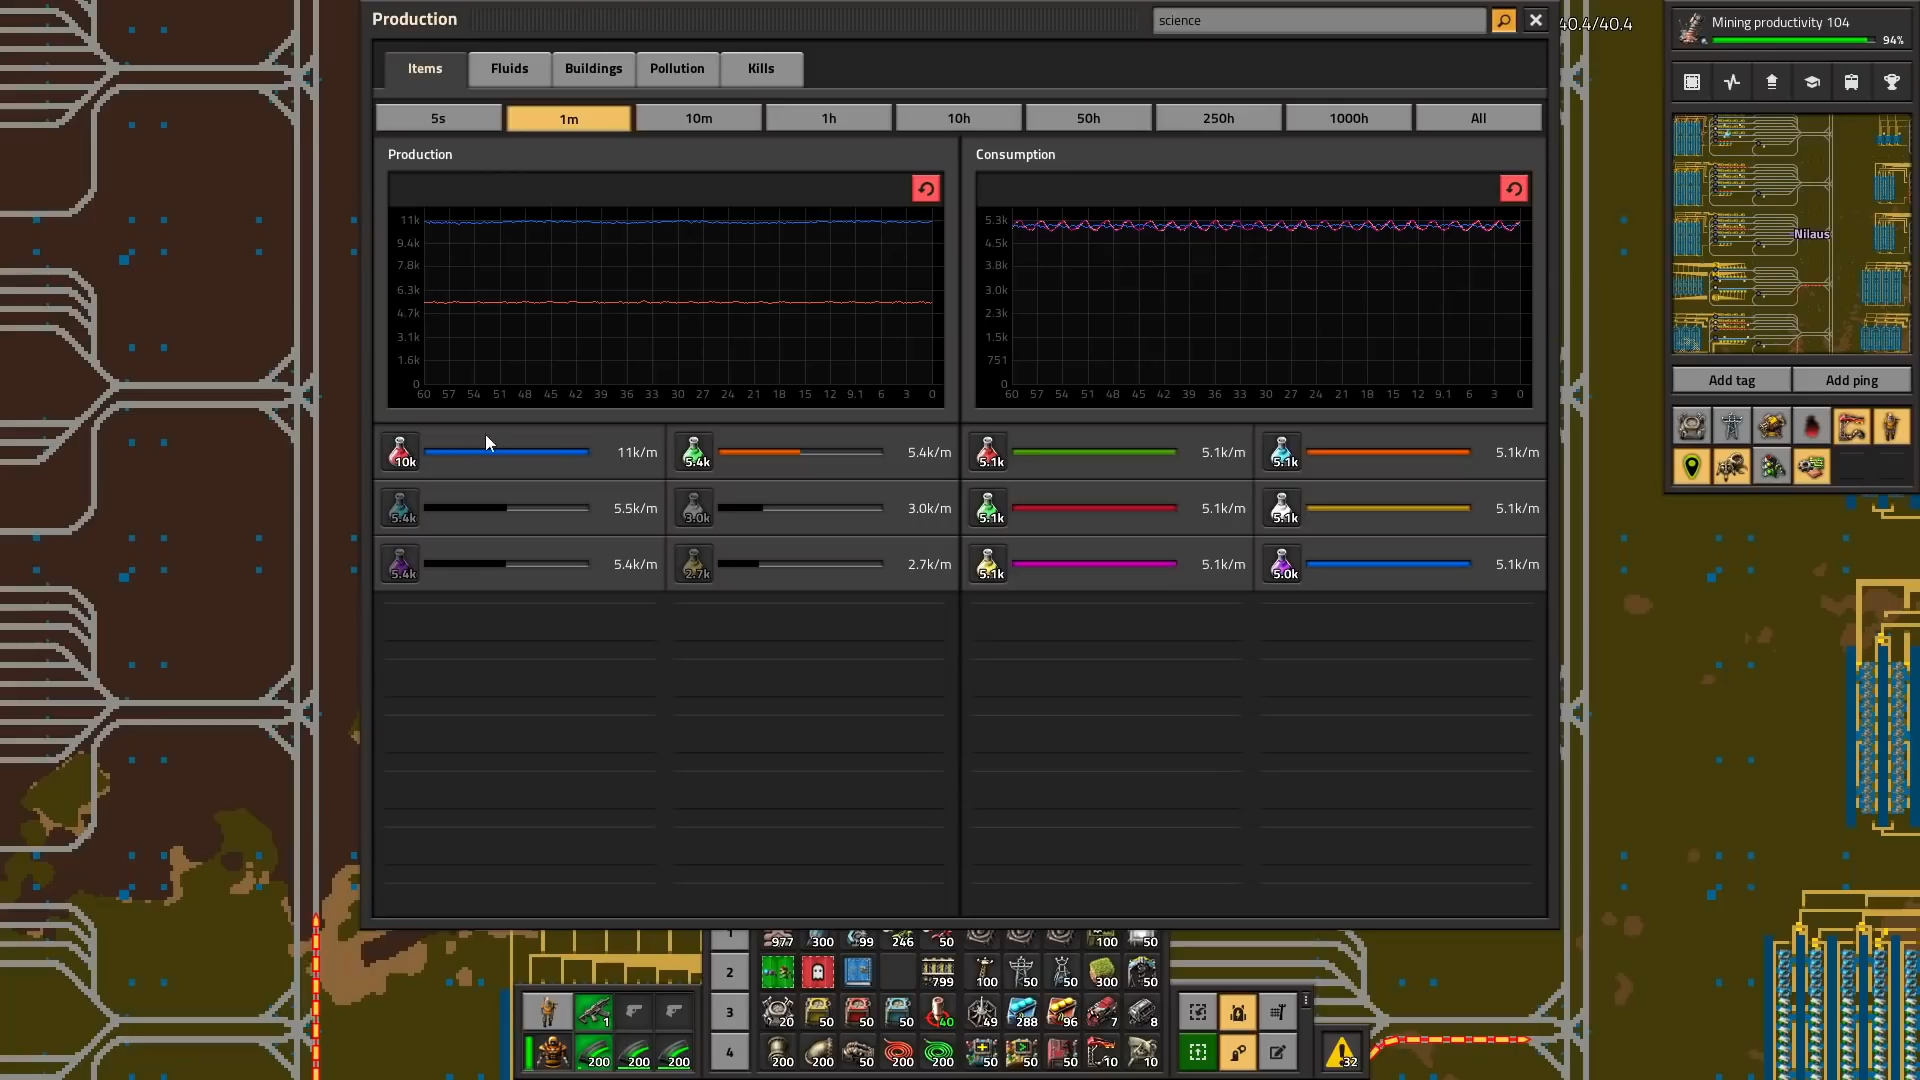 Production
science
40.4/40.4
Mining productivity 104
94%
Items
Fluids
Buildings
Pollution
Kills
5s
1m
10m
1h
10h
50h
250h
1000h
All
Production
Consumption
11k
9.4k
7.8k
6.3k
4.7k
3.1k
1.6k
0
60 57 54 51 48 45 42 39 36 33 30 27 24 21 18 15 12 9.1 6 3 0
5.3k
4.5k
3.8k
3.0k
2.3k
1.5k
751
0
60 57 54 51 48 45 42 39 36 33 30 27 24 21 18 15 12 9.1 6 3 0
Nilaus
Add tag
Add ping
10k 11k/m
5.4k 5.4k/m
5.1k 5.1k/m
5.1k 5.1k/m
5.4k 5.5k/m
3.0k 3.0k/m
5.1k 5.1k/m
5.1k 5.1k/m
5.4k 5.4k/m
2.7k 2.7k/m
5.1k 5.1k/m
5.0k 5.1k/m
977 300 99 246 50 100 50
2
799 100 50 50 300 50
3
1
20 50 50 50 40 49 288 96 7 8
4
200 200 200
200 200 50 200 200 50 50 50 10 10
32